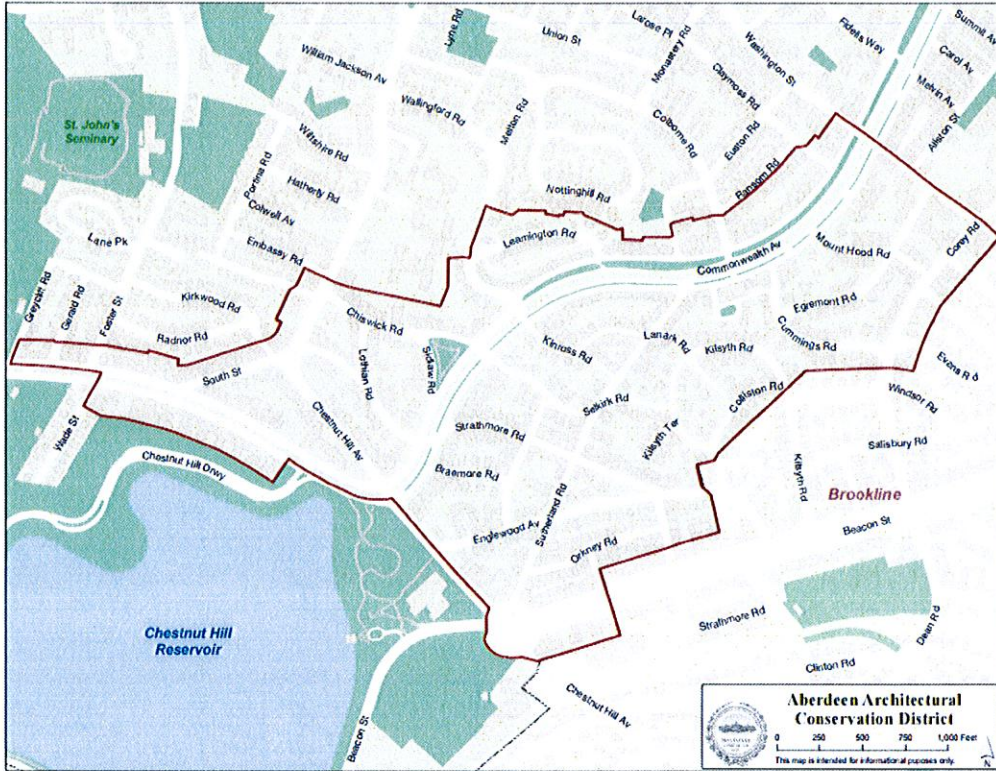 Lyne Rd
Larose Pl
Summit Av
Union St
Monastery Rd
Washington St
Fidelis Way
Carol Av
William Jackson Av
Wallingford Rd
Claymoss Rd
Melvin Av
Melton Rd
Colborne Rd
Euston Rd
Allston St
St. John's
Seminary
Wiltshire Rd
Portina Rd
Hatherly Rd
Nottinghill Rd
Ransom Rd
Colwell Av
Embassy Rd
Leamington Rd
Lane Pk
Commonwealth Av
Mount Hood Rd
Corey Rd
Greycliff Rd
Gerald Rd
Foster St
Kirkwood Rd
Radnor Rd
Chiswick Rd
Egremont Rd
Cummings Rd
Lanark Rd
Kilsyth Rd
Kinross Rd
Sidlaw Rd
Lothian Rd
South St
Evans Rd
Windsor Rd
Colliston Rd
Selkirk Rd
Wade St
Chestnut Hill Av
Strathmore Rd
Kilsyth Ter
Salisbury Rd
Chestnut Hill Drwy
Braemore Rd
Kilsyth Rd
Brookline
Sutherland Rd
Englewood Av
Orkney Rd
Beacon St
Strathmore Rd
Dean Rd
Chestnut Hill
Reservoir
Clinton Rd
Chestnut Hill Av
Beacon St
Aberdeen Architectural
Conservation District
0 250 500 750 1,000 Feet
This map is intended for informational puposes only.
N